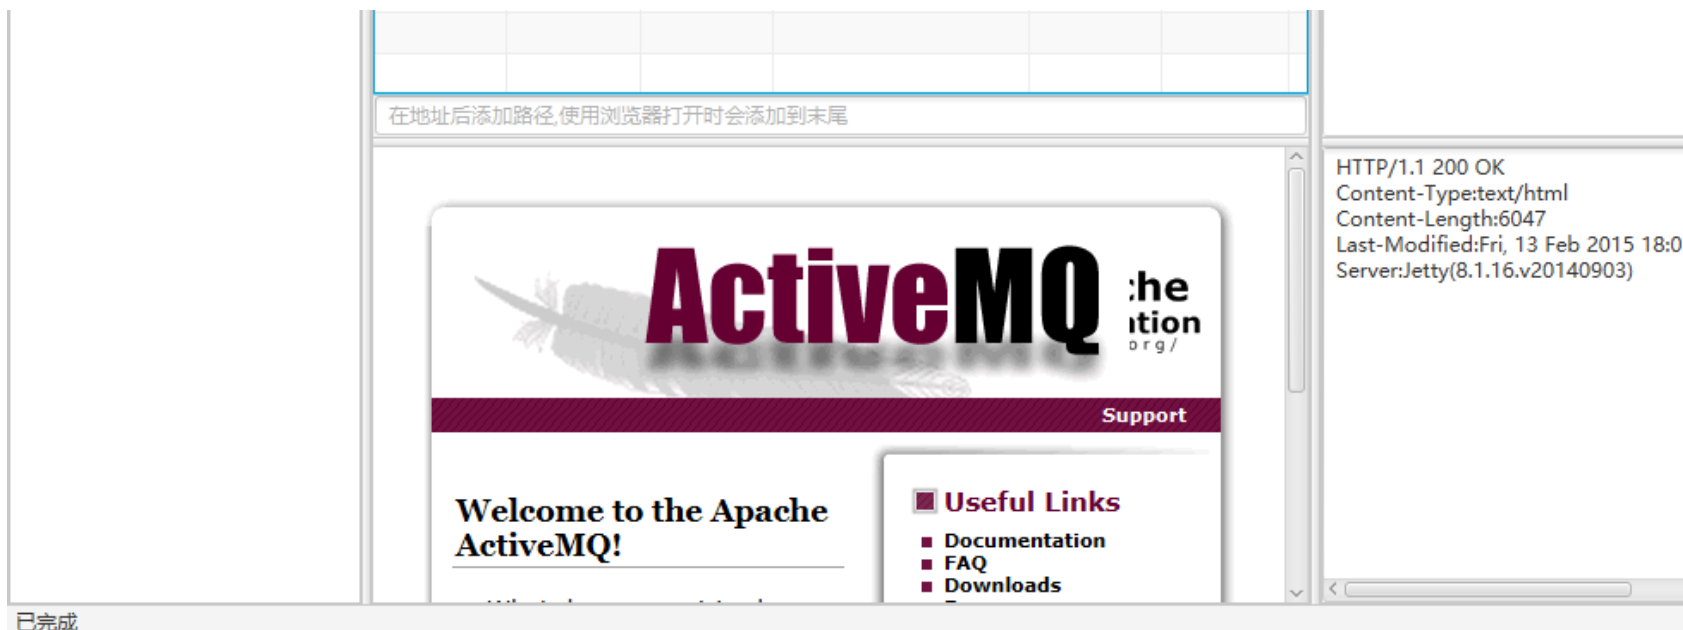 在地址后添加路径,使用浏览器打开时会添加到末尾
HTTP/1.1 200 OK
Content-Type:text/html
Content-Length:6047
Last-Modified:Fri, 13 Feb 2015 18:0
Server:Jetty(8.1.16.v20140903)
ActiveMQ
:he
ation
org/
Support
Welcome to the Apache
ActiveMQ!
Useful Links
Documentation
FAQ
Downloads
已完成